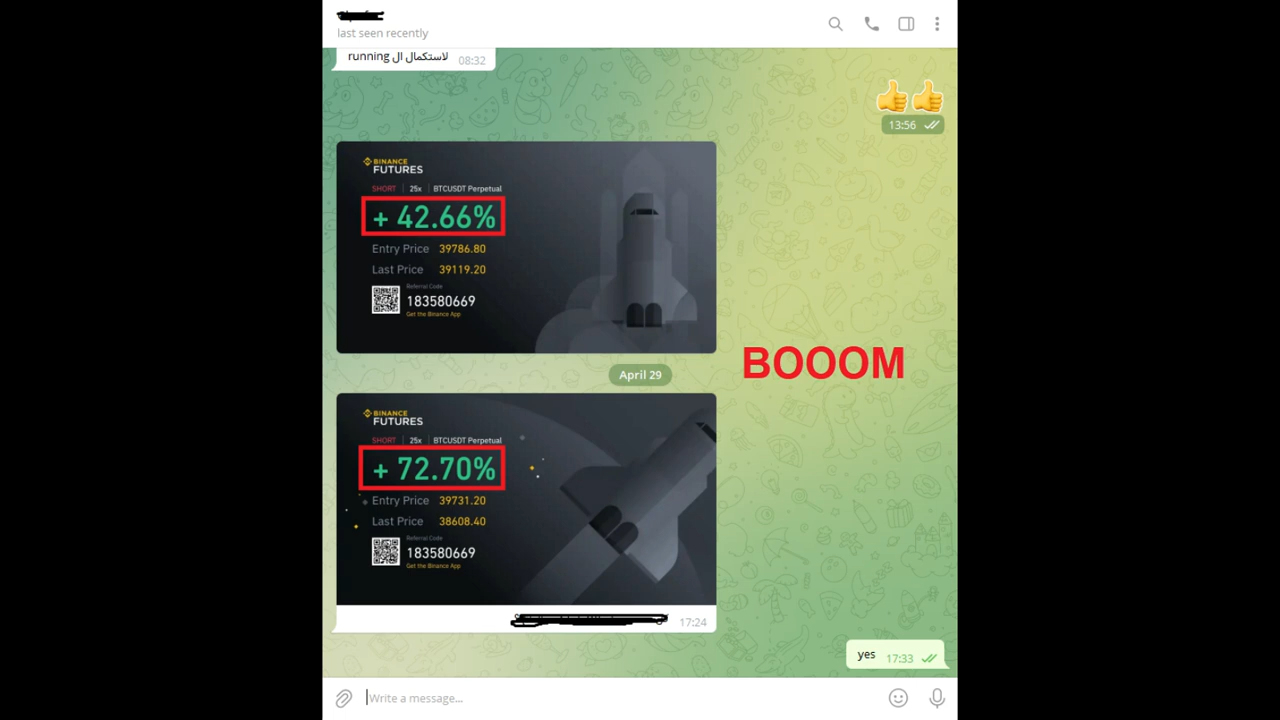 last seen recently
لاستكمال ال running
08:32
13:56
BINANCE
FUTURES
SHORT | 25x | BTCUSDT Perpetual
+ 42.66%
Entry Price 39786.80
Last Price 39119.20
Referral Code
183580669
Get the Binance App
BOOOM
April 29
BINANCE
FUTURES
SHORT | 25x | BTCUSDT Perpetual
+ 72.70%
Entry Price 39731.20
Last Price 38608.40
Referral Code
183580669
Get the Binance App
17:24
yes 17:33
Write a message...